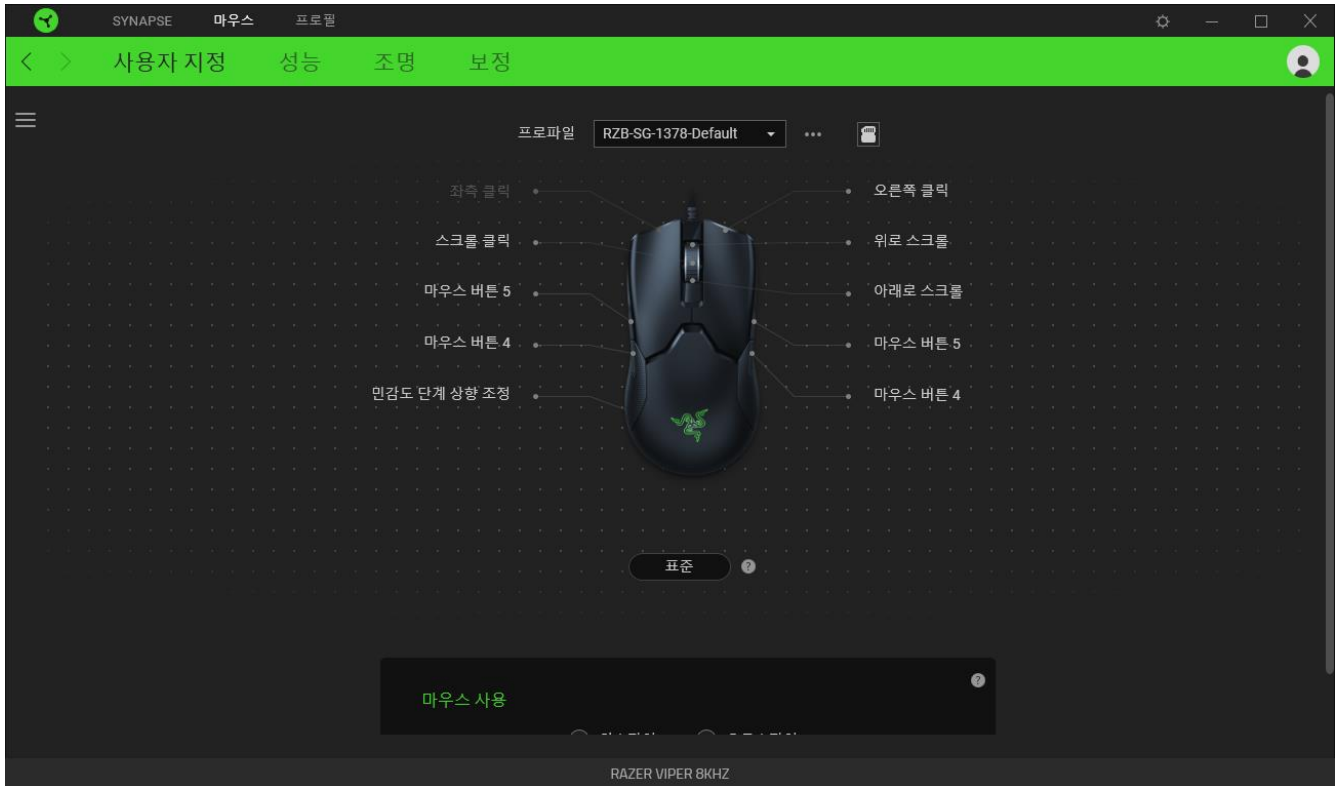 SYNAPSE 마우스 프로필
사용자 지정 성능 조명 보정
프로파일 RZB-SG-1378-Default
좌측 클릭
오른쪽 클릭
스크롤 클릭
위로 스크롤
마우스 버튼 5
아래로 스크롤
마우스 버튼 4
마우스 버튼 5
민감도 단계 상향 조정
마우스 버튼 4
표준 ?
?
마우스 사용
RAZER VIPER 8KHZ